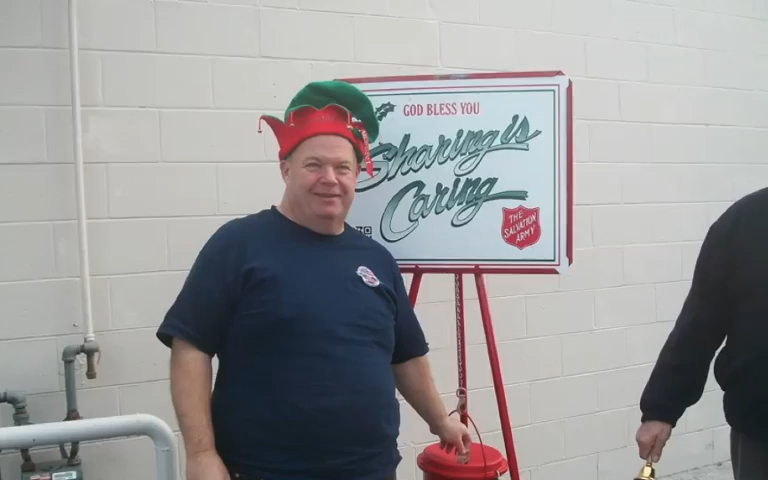 GOD BLESS YOU
Sharing is
Caring
THE
SALVATION
ARMY